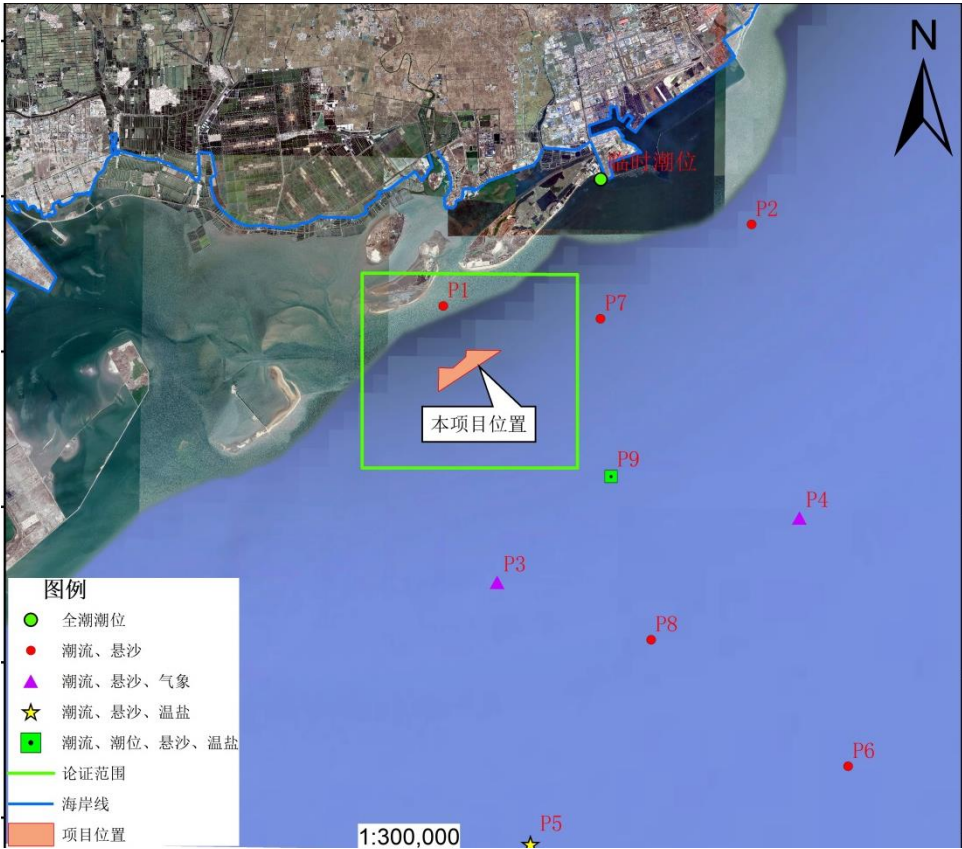 N
临时潮位
P2
P1
P7
本项目位置
P9
P4
P3
P8
P6
P5
图例
全潮潮位
潮流、悬沙
潮流、悬沙、气象
潮流、悬沙、温盐
潮流、潮位、悬沙、温盐
论证范围
海岸线
项目位置
1:300,000